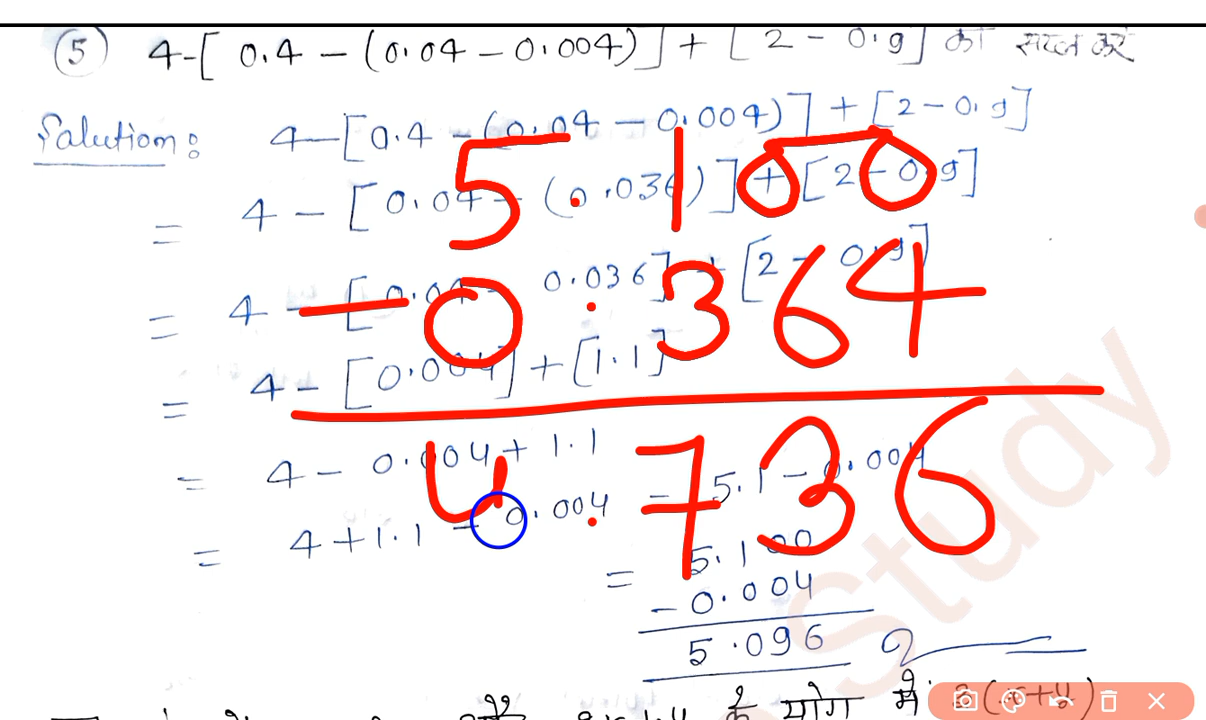 (5) 4-[ 0.4 - (0.04 - 0.004)] + [ 2 - 0.9] का सरल करें
Salution: 4-[0.4 - (0.04 - 0.004)] + [2-0.9]
= 4 - [0.04 - (0.036)] + [2-0.9]
= 4 - [0.04 - 0.036] + [2 - 0.9]
= 4 - [0.004] + [1.1]
= 4 - 0.004 + 1.1
= 4+1.1 - 0.004 = 5.1 - 0.004
= 5.100
- 0.004
5.096
5 100
- 0 364
4 736
के योग में
study